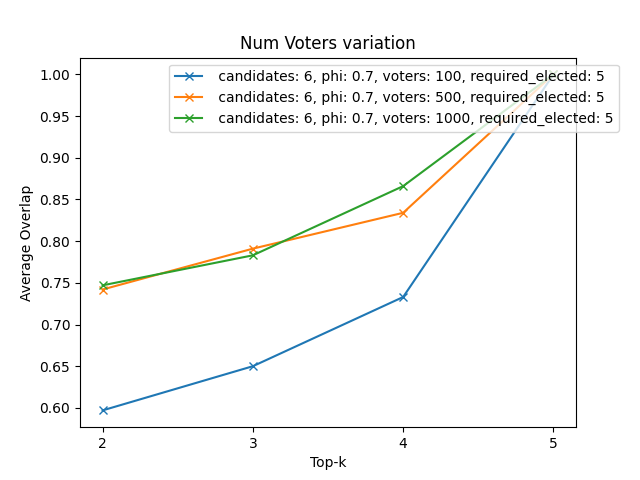 Num Voters variation
candidates: 6, phi: 0.7, voters: 100, required_elected: 5
candidates: 6, phi: 0.7, voters: 500, required_elected: 5
candidates: 6, phi: 0.7, voters: 1000, required_elected: 5
1.00
0.95
0.90
0.85
0.80
0.75
0.70
0.65
0.60
Average Overlap
2 3 4 5
Top-k